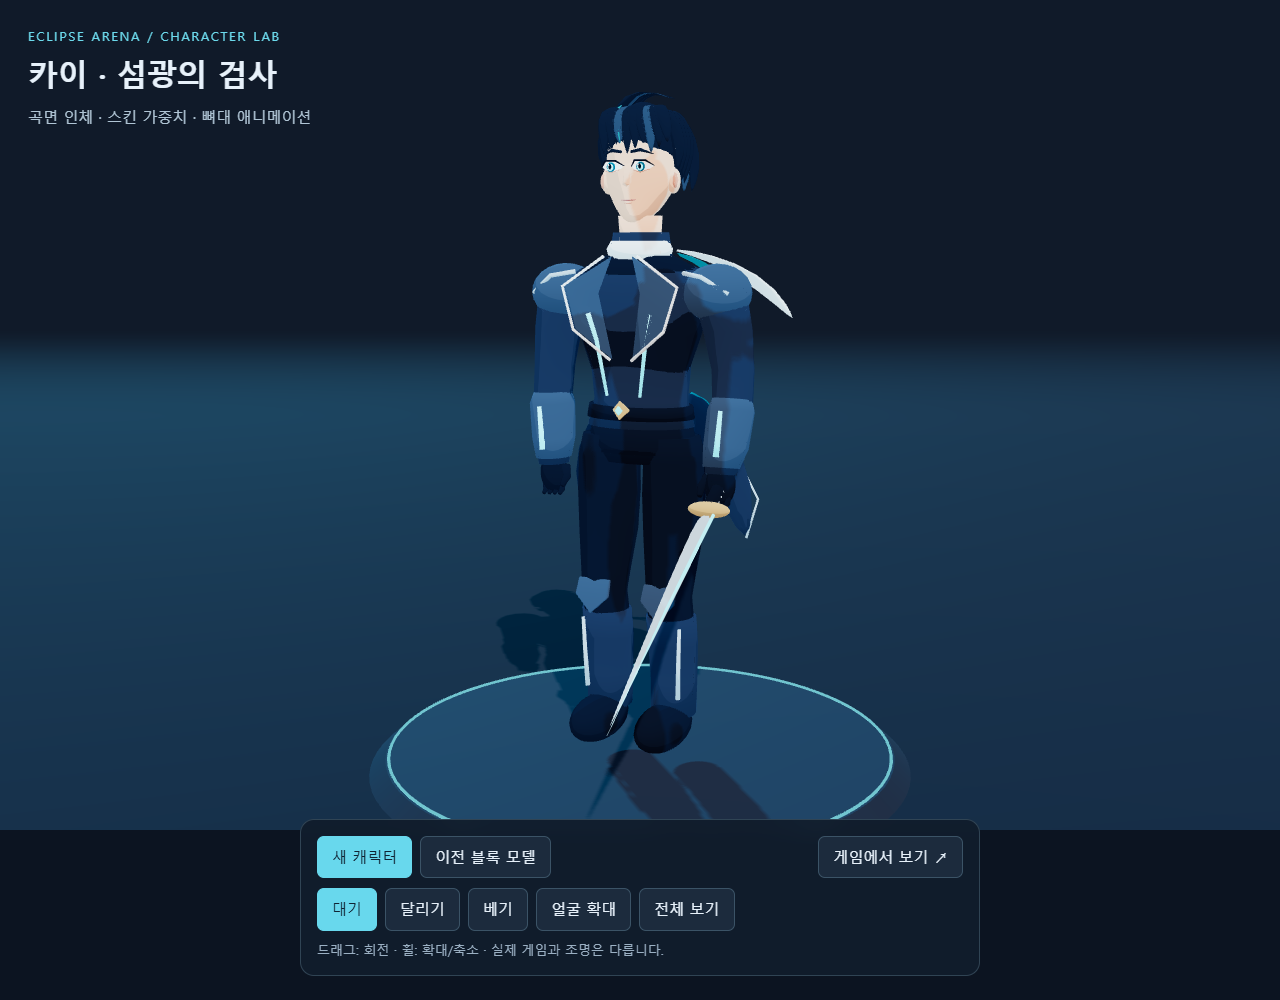 ECLIPSE ARENA / CHARACTER LAB
카이 · 섬광의 검사
곡면 인체 · 스킨 가중치 · 뼈대 애니메이션
새 캐릭터
이전 블록 모델
게임에서 보기 ↗
대기
달리기
베기
얼굴 확대
전체 보기
드래그: 회전 · 휠: 확대/축소 · 실제 게임과 조명은 다릅니다.